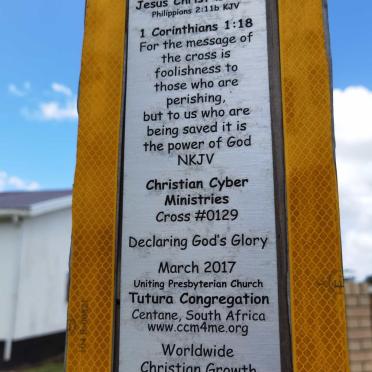 Jesus Christ
Philippians 2:11b KJV
1 Corinthians 1:18
For the message of
the cross is
foolishness to
those who are
perishing,
but to us who are
being saved it is
the power of God
NKJV
Christian Cyber
Ministries
Cross #0129
Declaring God's Glory
March 2017
Uniting Presbyterian Church
Tutura Congregation
Centane, South Africa
www.ccm4me.org
Worldwide
Christian Growth